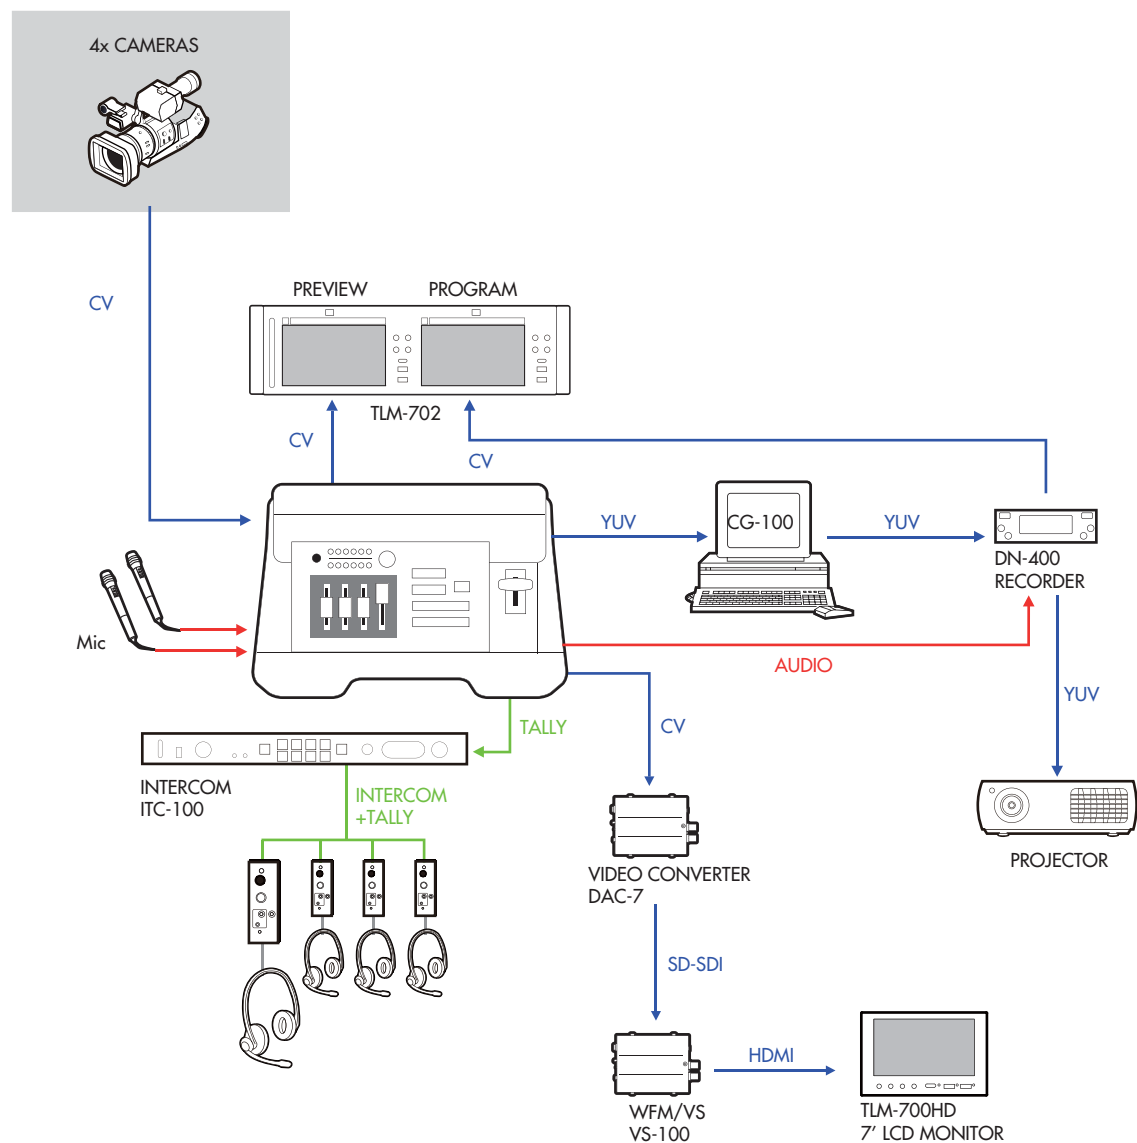 4x CAMERAS
CV
PREVIEW
PROGRAM
TLM-702
CV
CV
YUV
CG-100
YUV
DN-400
RECORDER
Mic
AUDIO
YUV
TALLY
CV
INTERCOM
ITC-100
INTERCOM
+TALLY
PROJECTOR
VIDEO CONVERTER
DAC-7
SD-SDI
HDMI
WFM/VS
VS-100
TLM-700HD
7’ LCD MONITOR